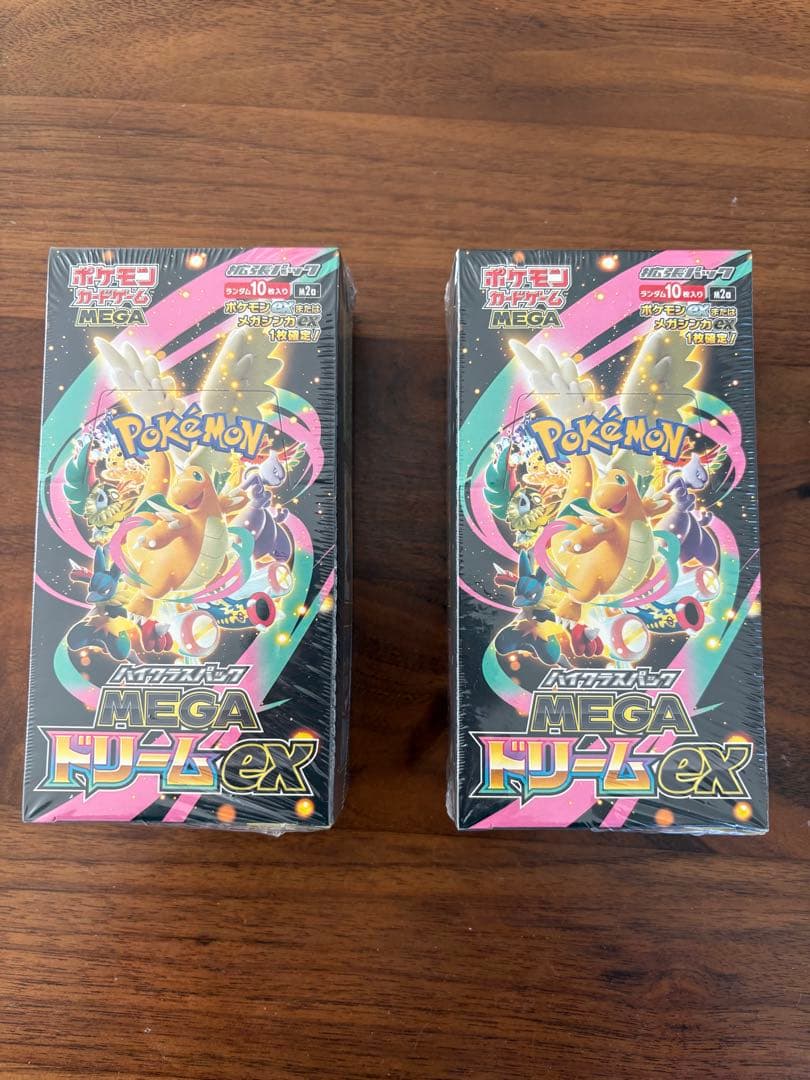 ポケモン
カードゲーム
MEGA
拡張パック
ランダム10枚入り M2a
ポケモンexまたは
メガシンカex
1枚確定!
POKéMON
ハイクラスパック
MEGA
ドリームex
ポケモン
カードゲーム
MEGA
拡張パック
ランダム10枚入り M2a
ポケモンexまたは
メガシンカex
1枚確定!
POKéMON
ハイクラスパック
MEGA
ドリームex